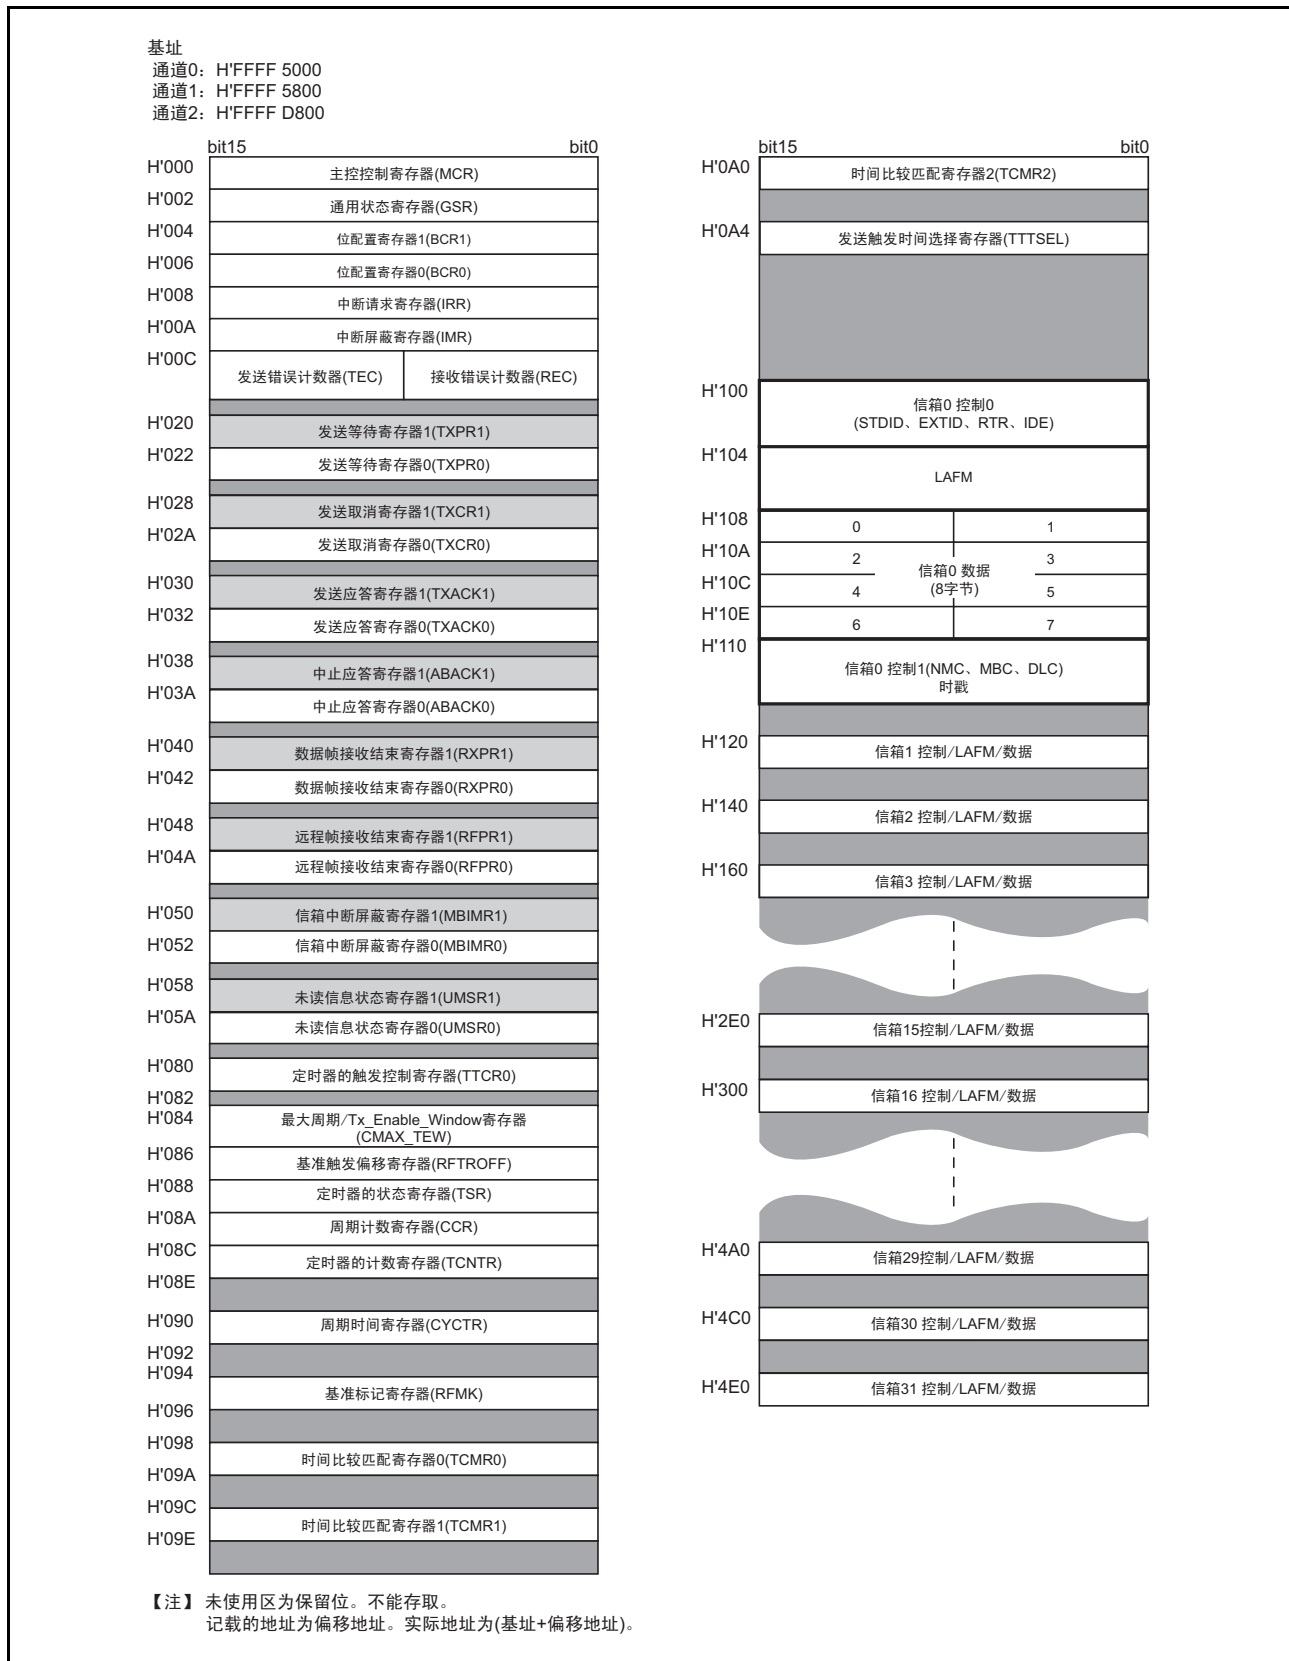 基址
通道0：H'FFFF 5000
通道1：H'FFFF 5800
通道2：H'FFFF D800
bit15 bit0
H'000 主控控制寄存器(MCR)
H'002 通用状态寄存器(GSR)
H'004 位配置寄存器1(BCR1)
H'006 位配置寄存器0(BCR0)
H'008 中断请求寄存器(IRR)
H'00A 中断屏蔽寄存器(IMR)
H'00C 发送错误计数器(TEC) 接收错误计数器(REC)
H'020 发送等待寄存器1(TXPR1)
H'022 发送等待寄存器0(TXPR0)
H'028 发送取消寄存器1(TXCR1)
H'02A 发送取消寄存器0(TXCR0)
H'030 发送应答寄存器1(TXACK1)
H'032 发送应答寄存器0(TXACK0)
H'038 中止应答寄存器1(ABACK1)
H'03A 中止应答寄存器0(ABACK0)
H'040 数据帧接收结束寄存器1(RXPR1)
H'042 数据帧接收结束寄存器0(RXPR0)
H'048 远程帧接收结束寄存器1(RFPR1)
H'04A 远程帧接收结束寄存器0(RFPR0)
H'050 信箱中断屏蔽寄存器1(MBIMR1)
H'052 信箱中断屏蔽寄存器0(MBIMR0)
H'058 未读信息状态寄存器1(UMSR1)
H'05A 未读信息状态寄存器0(UMSR0)
H'080 定时器的触发控制寄存器(TTCR0)
H'082
H'084 最大周期/Tx_Enable_Window寄存器
(CMAX_TEW)
H'086 基准触发偏移寄存器(RFTROFF)
H'088 定时器的状态寄存器(TSR)
H'08A 周期计数寄存器(CCR)
H'08C 定时器的计数寄存器(TCNTR)
H'08E
H'090 周期时间寄存器(CYCTR)
H'092
H'094
基准标记寄存器(RFMK)
H'096
H'098
时间比较匹配寄存器0(TCMR0)
H'09A
H'09C
时间比较匹配寄存器1(TCMR1)
H'09E
bit15 bit0
H'0A0 时间比较匹配寄存器2(TCMR2)
H'0A4 发送触发时间选择寄存器(TTTSEL)
H'100 信箱0 控制0
(STDID、EXTID、RTR、IDE)
H'104 LAFM
H'108 0 1
H'10A 2 3
信箱0 数据
H'10C (8字节)
4 5
H'10E 6 7
H'110 信箱0 控制1(NMC、MBC、DLC)
时戳
H'120 信箱1 控制/LAFM/数据
H'140 信箱2 控制/LAFM/数据
H'160 信箱3 控制/LAFM/数据
H'2E0 信箱15控制/LAFM/数据
H'300 信箱16 控制/LAFM/数据
H'4A0 信箱29控制/LAFM/数据
H'4C0 信箱30 控制/LAFM/数据
H'4E0 信箱31 控制/LAFM/数据
【注】 未使用区为保留位。不能存取。
记载的地址为偏移地址。实际地址为(基址+偏移地址)。